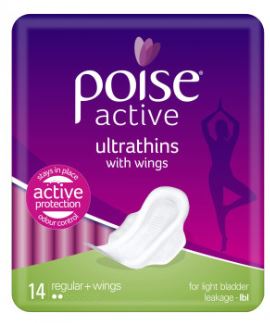 poise®
active
ultrathins
with wings
stays in place
active
protection
odour control
14 regular+ wings
for light bladder
leakage - lbl